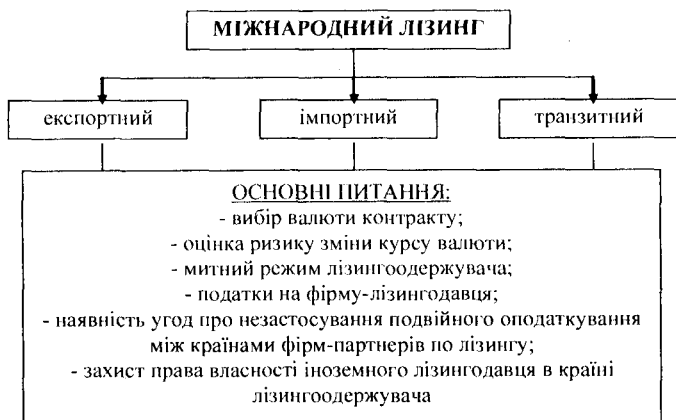 МІЖНАРОДНИЙ ЛІЗИНГ
експортний
імпортний
транзитний
ОСНОВНІ ПИТАННЯ:
- вибір валюти контракту;
- оцінка ризику зміни курсу валюти;
- митний режим лізингоодержувача;
- податки на фірму-лізингодавця;
- наявність угод про незастосування подвійного оподаткування
між країнами фірм-партнерів по лізингу;
- захист права власності іноземного лізингодавця в країні
лізингоодержувача